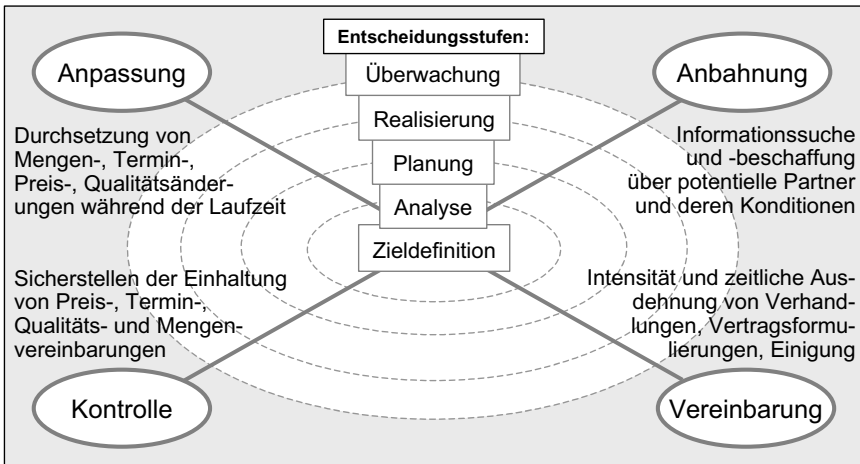 Entscheidungsstufen:
Anpassung
Überwachung
Anbahnung
Realisierung
Planung
Analyse
Zieldefinition
Durchsetzung von
Mengen-, Termin-,
Preis-, Qualitätsänder-
ungen während der Laufzeit
Informationssuche
und -beschaffung
über potentielle Partner
und deren Konditionen
Sicherstellen der Einhaltung
von Preis-, Termin-,
Qualitäts- und Mengen-
vereinbarungen
Intensität und zeitliche Aus-
dehnung von Verhand-
lungen, Vertragsformu-
lierungen, Einigung
Kontrolle
Vereinbarung